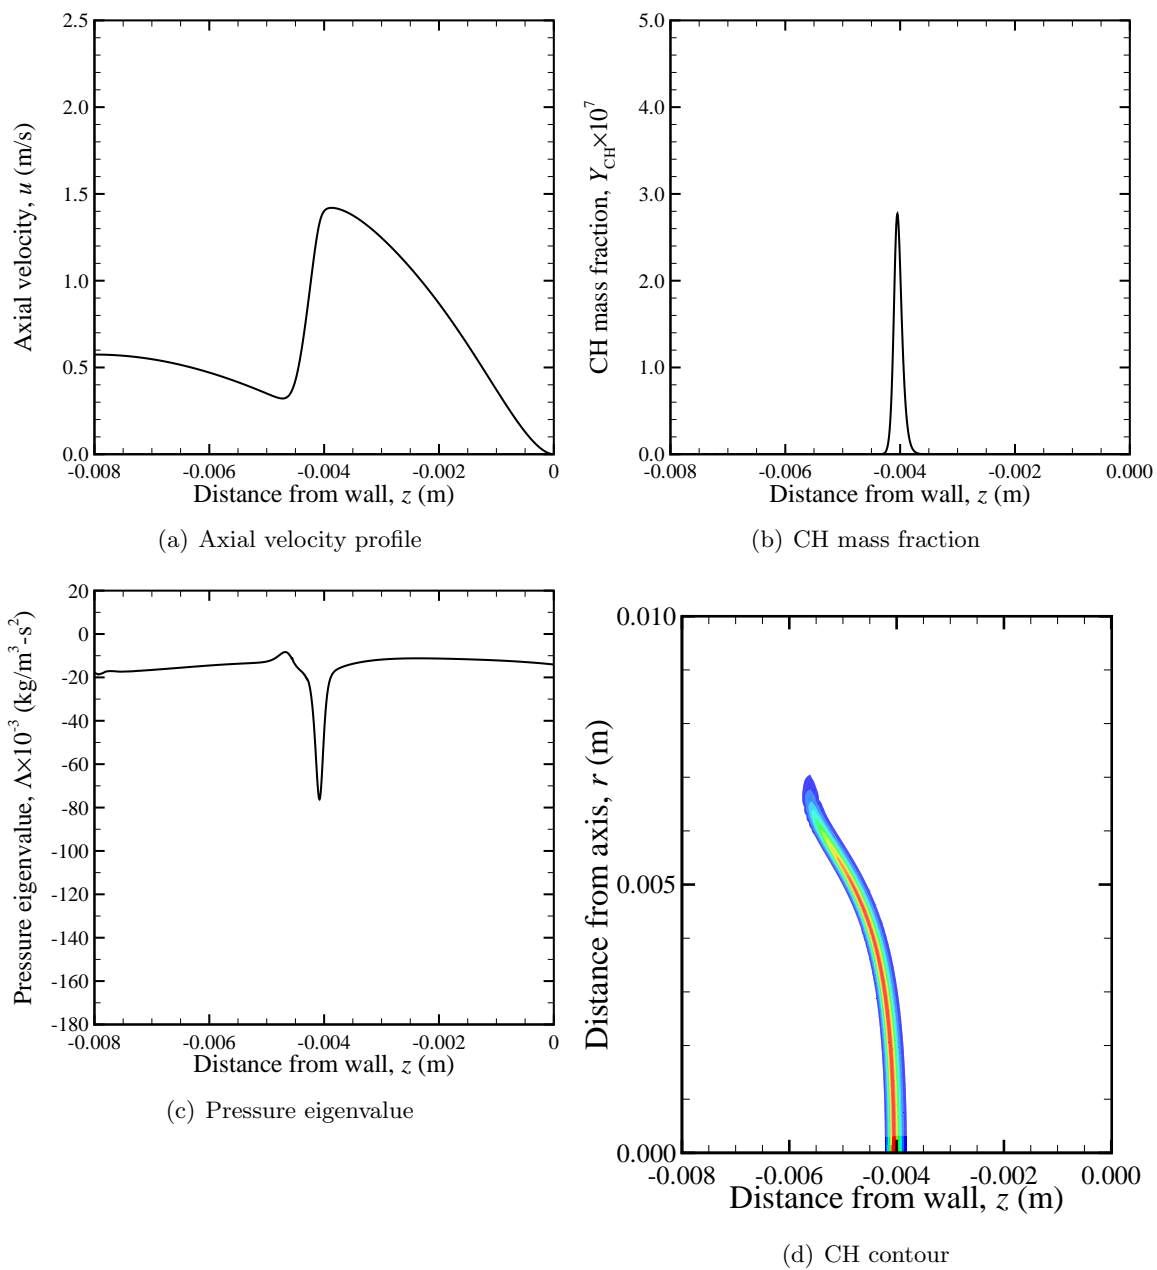 2.5
2.0
1.5
1.0
0.5
0.0
Axial velocity, u (m/s)
-0.008 -0.006 -0.004 -0.002 0
Distance from wall, z (m)
(a) Axial velocity profile
5.0
4.0
3.0
2.0
1.0
0.0
CH mass fraction, Y_CH×10^7
-0.008 -0.006 -0.004 -0.002 0.000
Distance from wall, z (m)
(b) CH mass fraction
20
0
-20
-40
-60
-80
-100
-120
-140
-160
-180
Pressure eigenvalue, Λ×10^-3 (kg/m^3-s^2)
-0.008 -0.006 -0.004 -0.002 0
Distance from wall, z (m)
(c) Pressure eigenvalue
0.010
0.005
0.000
Distance from axis, r (m)
-0.008 -0.006 -0.004 -0.002 0.000
Distance from wall, z (m)
(d) CH contour